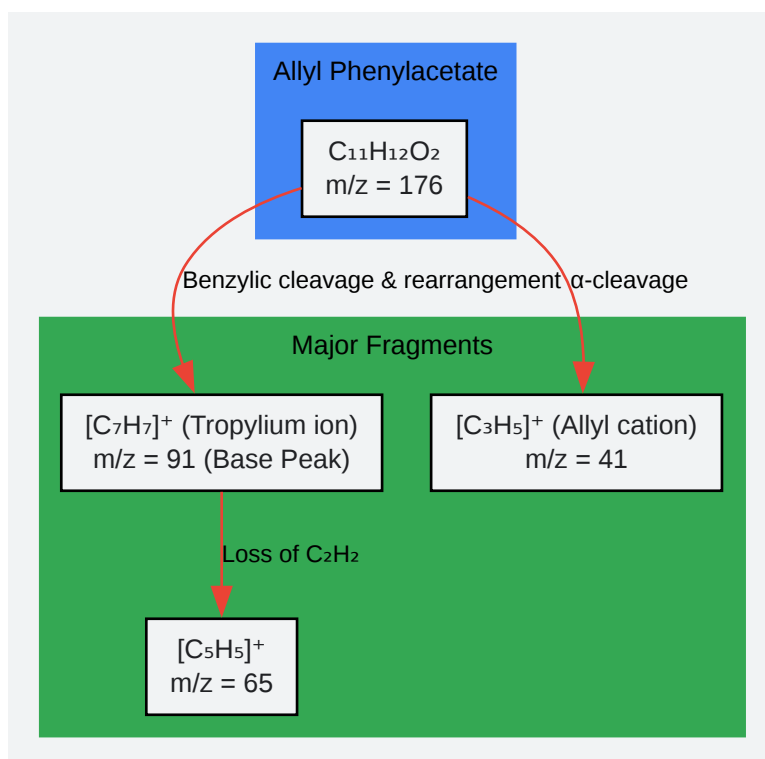 Allyl Phenylacetate
C₁₁H₁₂O₂
m/z = 176
Benzylic cleavage & rearrangement
α-cleavage
Major Fragments
[C₇H₇]⁺ (Tropylium ion)
m/z = 91 (Base Peak)
[C₃H₅]⁺ (Allyl cation)
m/z = 41
Loss of C₂H₂
[C₅H₅]⁺
m/z = 65